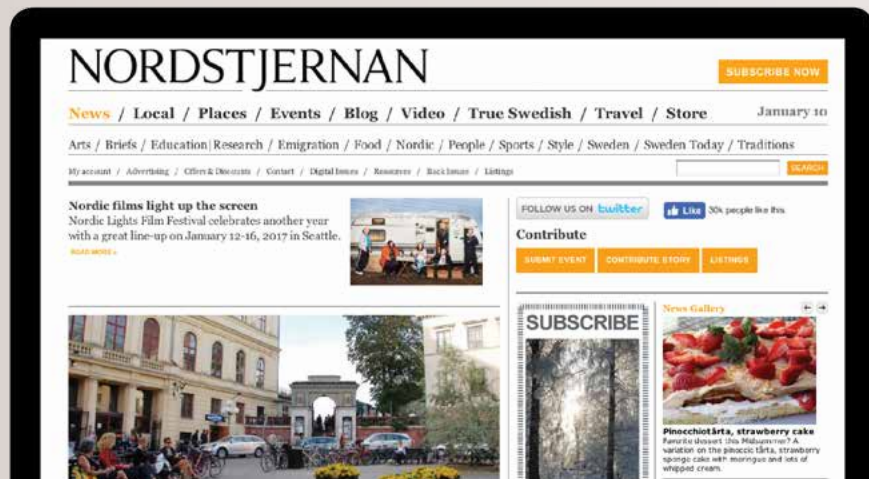 NORDSTJERNAN
SUBSCRIBE NOW
News / Local / Places / Events / Blog / Video / True Swedish / Travel / Store
January 10
Arts / Briefs / Education|Research / Emigration / Food / Nordic / People / Sports / Style / Sweden / Sweden Today / Traditions
My account / Advertising / Offers & Discounts / Contact / Digital Issues / Resources / Back Issues / Listings
SEARCH
Nordic films light up the screen
Nordic Lights Film Festival celebrates another year
with a great line-up on January 12-16, 2017 in Seattle.
READ MORE »
FOLLOW US ON twitter
Like 30k people like this.
Contribute
SUBMIT EVENT CONTRIBUTE STORY LISTINGS
SUBSCRIBE
News Gallery
Pinocchiotårta, strawberry cake
Favorite dessert this Midsummer? A
variation on the pinoccic tårta, strawberry
sponge cake with meringue and lots of
whipped cream.